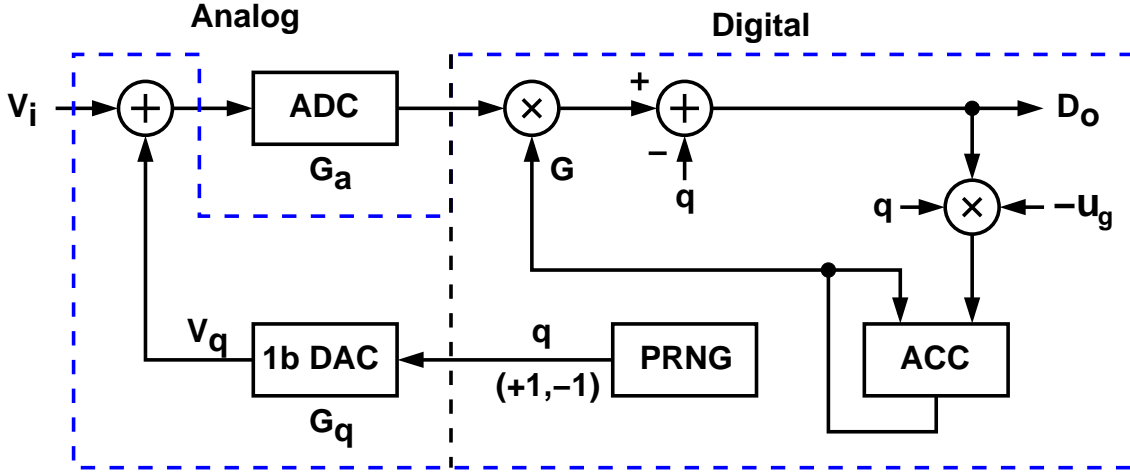 Analog
Digital
Vi
+
ADC
Ga
×
G
+
−
+
q
Do
q
×
−ug
Vq
1b DAC
Gq
q
(+1,−1)
PRNG
ACC